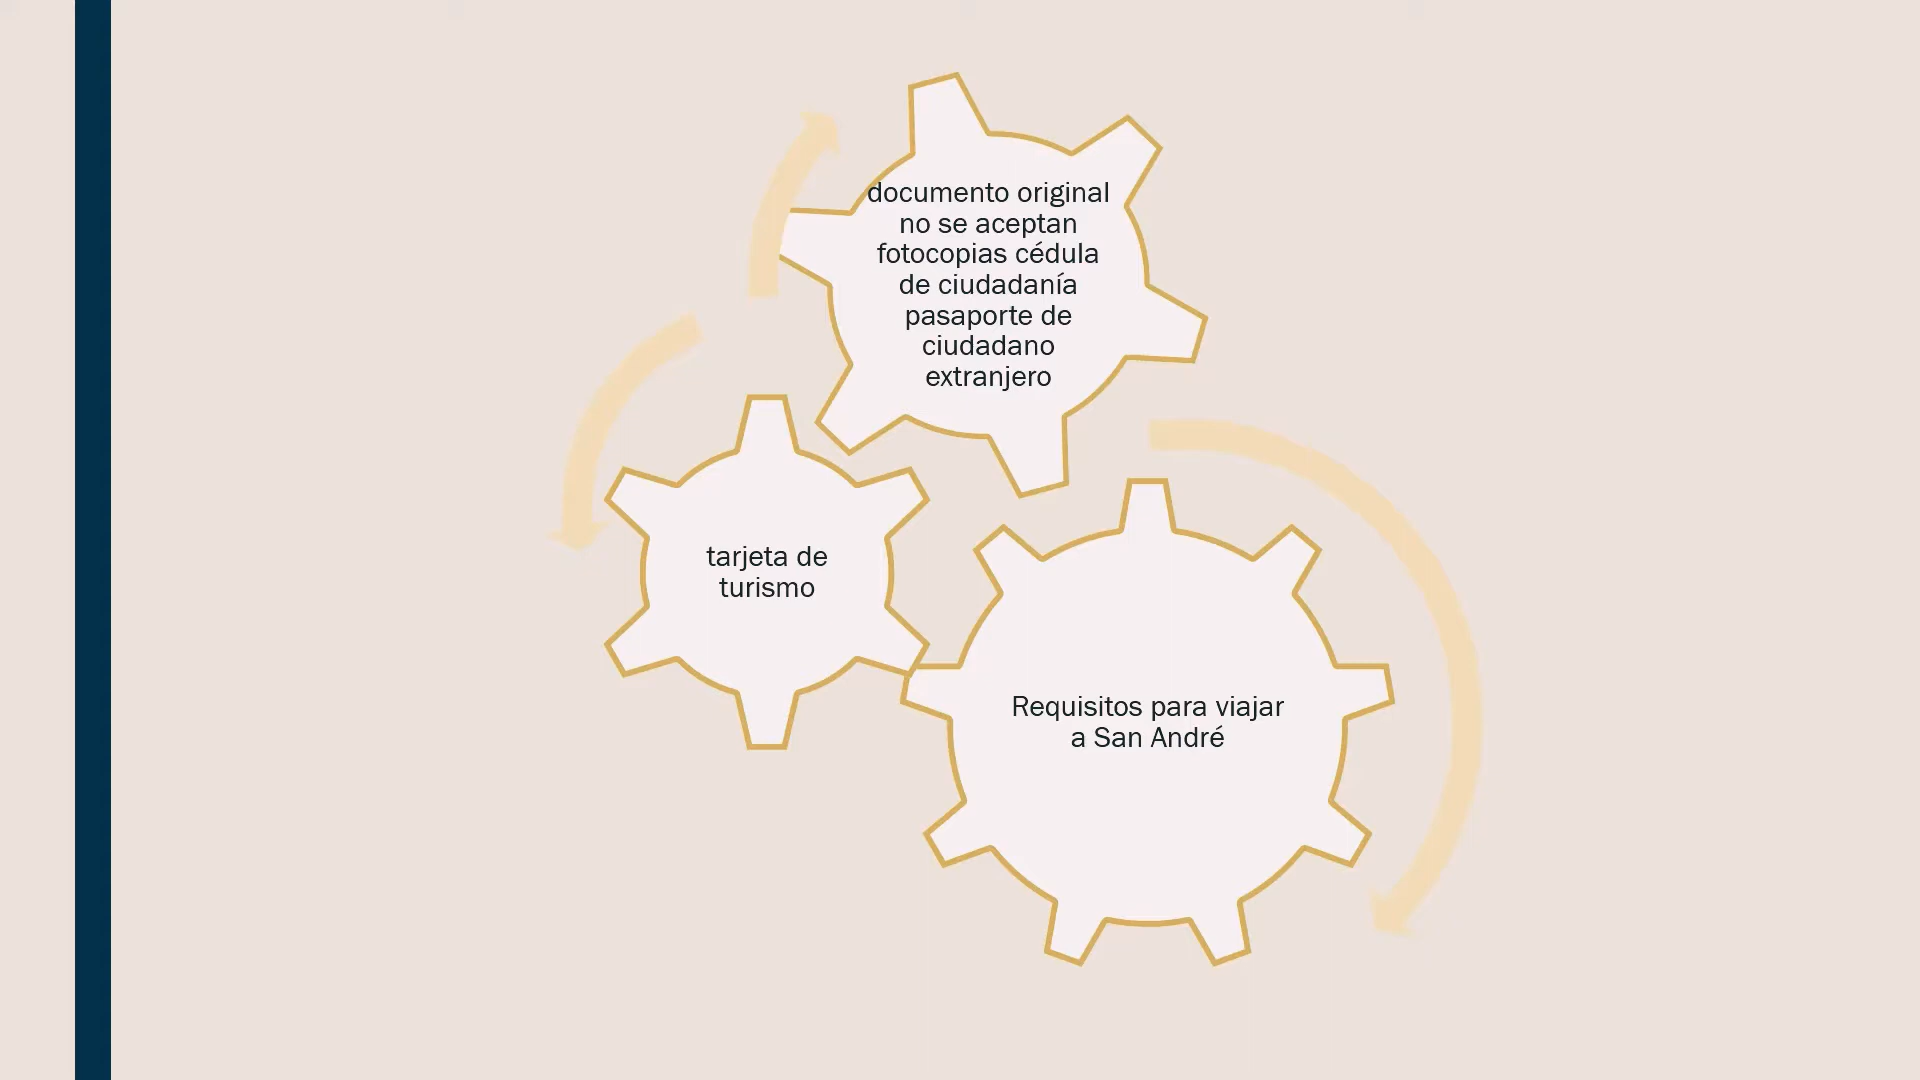 documento original
no se aceptan
fotocopias cédula
de ciudadanía
pasaporte de
ciudadano
extranjero
tarjeta de
turismo
Requisitos para viajar
a San André